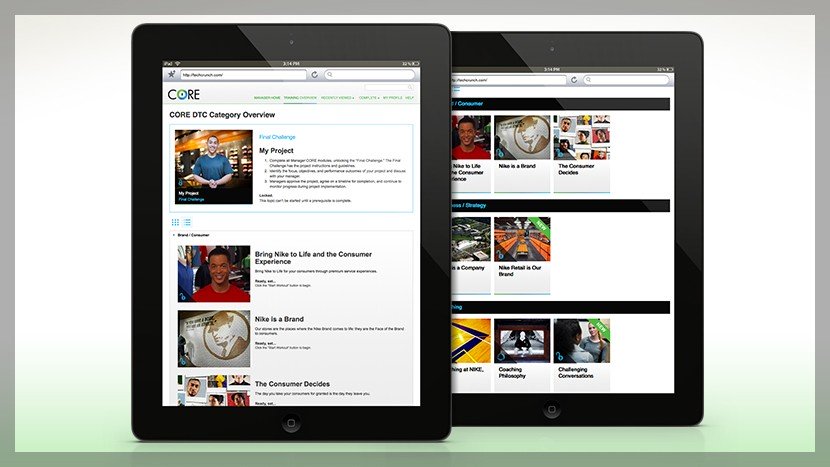 iPad
3:14 PM
32 %
http://techcrunch.com/
CORE
MANAGER HOME TRAINING OVERVIEW RECENTLY VIEWED COMPLETE MY PROFILE HELP
CORE DTC Category Overview
My Project
Final Challenge
Final Challenge
My Project
1. Complete all Manager CORE modules, unlocking the "Final Challenge." The Final
Challenge has the project instructions and guidelines.
2. Identify the focus, objectives, and performance outcomes of your project and discuss
with your manager.
3. Managers approve the project, agree on a timeline for completion, and continue to
monitor progress during project implementation.
Locked.
This topic can't be started until a prerequisite is complete.
Brand / Consumer
Bring Nike to Life and the Consumer
Experience
Bring Nike to Life for your consumers through premium service experiences.
Ready, set...
Click the "Start Workout" button to begin.
Nike is a Brand
Our stores are the places where the Nike Brand comes to life; they are the Face of the Brand
to consumers.
Ready, set...
Click the "Start Workout" button to begin.
The Consumer Decides
The day you take your consumers for granted is the day they leave you.
Ready, set...
3:14 PM
32 %
http://techcrunch.com/
/ Consumer
ke to Life
e Consumer
ence
Nike is a Brand
The Consumer
Decides
ess / Strategy
NEW
is a Company
Nike Retail is Our
Brand
hing
NEW
hing at NIKE,
Coaching
Philosophy
Challenging
Conversations